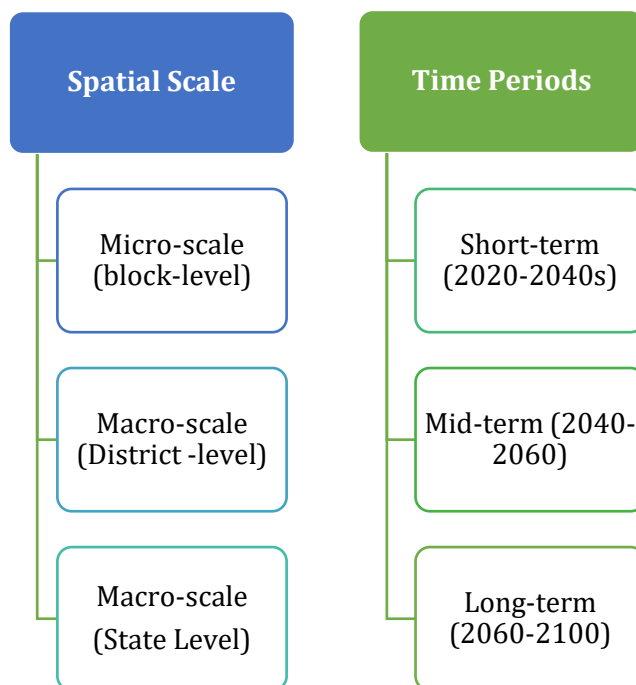 Spatial Scale
Micro-scale
(block-level)
Macro-scale
(District -level)
Macro-scale
(State Level)
Time Periods
Short-term
(2020-2040s)
Mid-term (2040-
2060)
Long-term
(2060-2100)